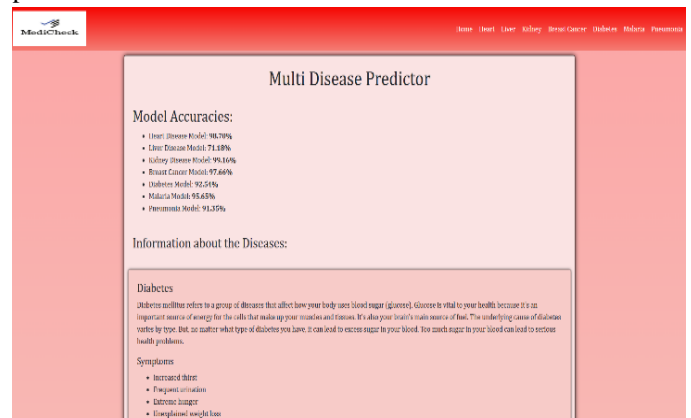 MediCheck
Home Heart Liver Kidney Breast Cancer Diabetes Malaria Pneumonia
Multi Disease Predictor
Model Accuracies:
• Heart Disease Model: 98.70%
• Liver Disease Model: 71.18%
• Kidney Disease Model: 99.16%
• Breast Cancer Model: 97.66%
• Diabetes Model: 92.54%
• Malaria Model: 95.65%
• Pneumonia Model: 91.35%
Information about the Diseases:
Diabetes
Diabetes mellitus refers to a group of diseases that affect how your body uses blood sugar (glucose). Glucose is vital to your health because it's an
important source of energy for the cells that make up your muscles and tissues. It's also your brain's main source of fuel. The underlying cause of diabetes
varies by type. But, no matter what type of diabetes you have, it can lead to excess sugar in your blood. Too much sugar in your blood can lead to serious
health problems.
Symptoms
• Increased thirst
• Frequent urination
• Extreme hunger
• Unexplained weight loss